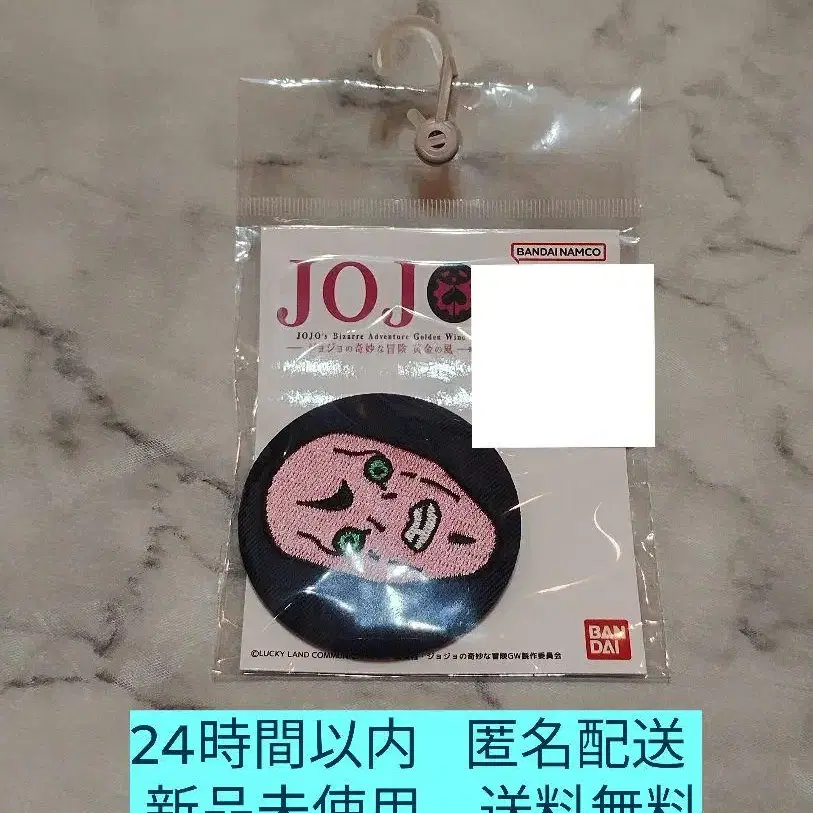 BANDAI NAMCO
JOJO
JOJO's Bizarre Adventure Golden Wind
ジョジョの奇妙な冒険 黄金の風
BAN
DAI
©LUCKY LAND COMMUN ・ジョジョの奇妙な冒険GW製作委員会
24時間以内 匿名配送
新品未使用 送料無料